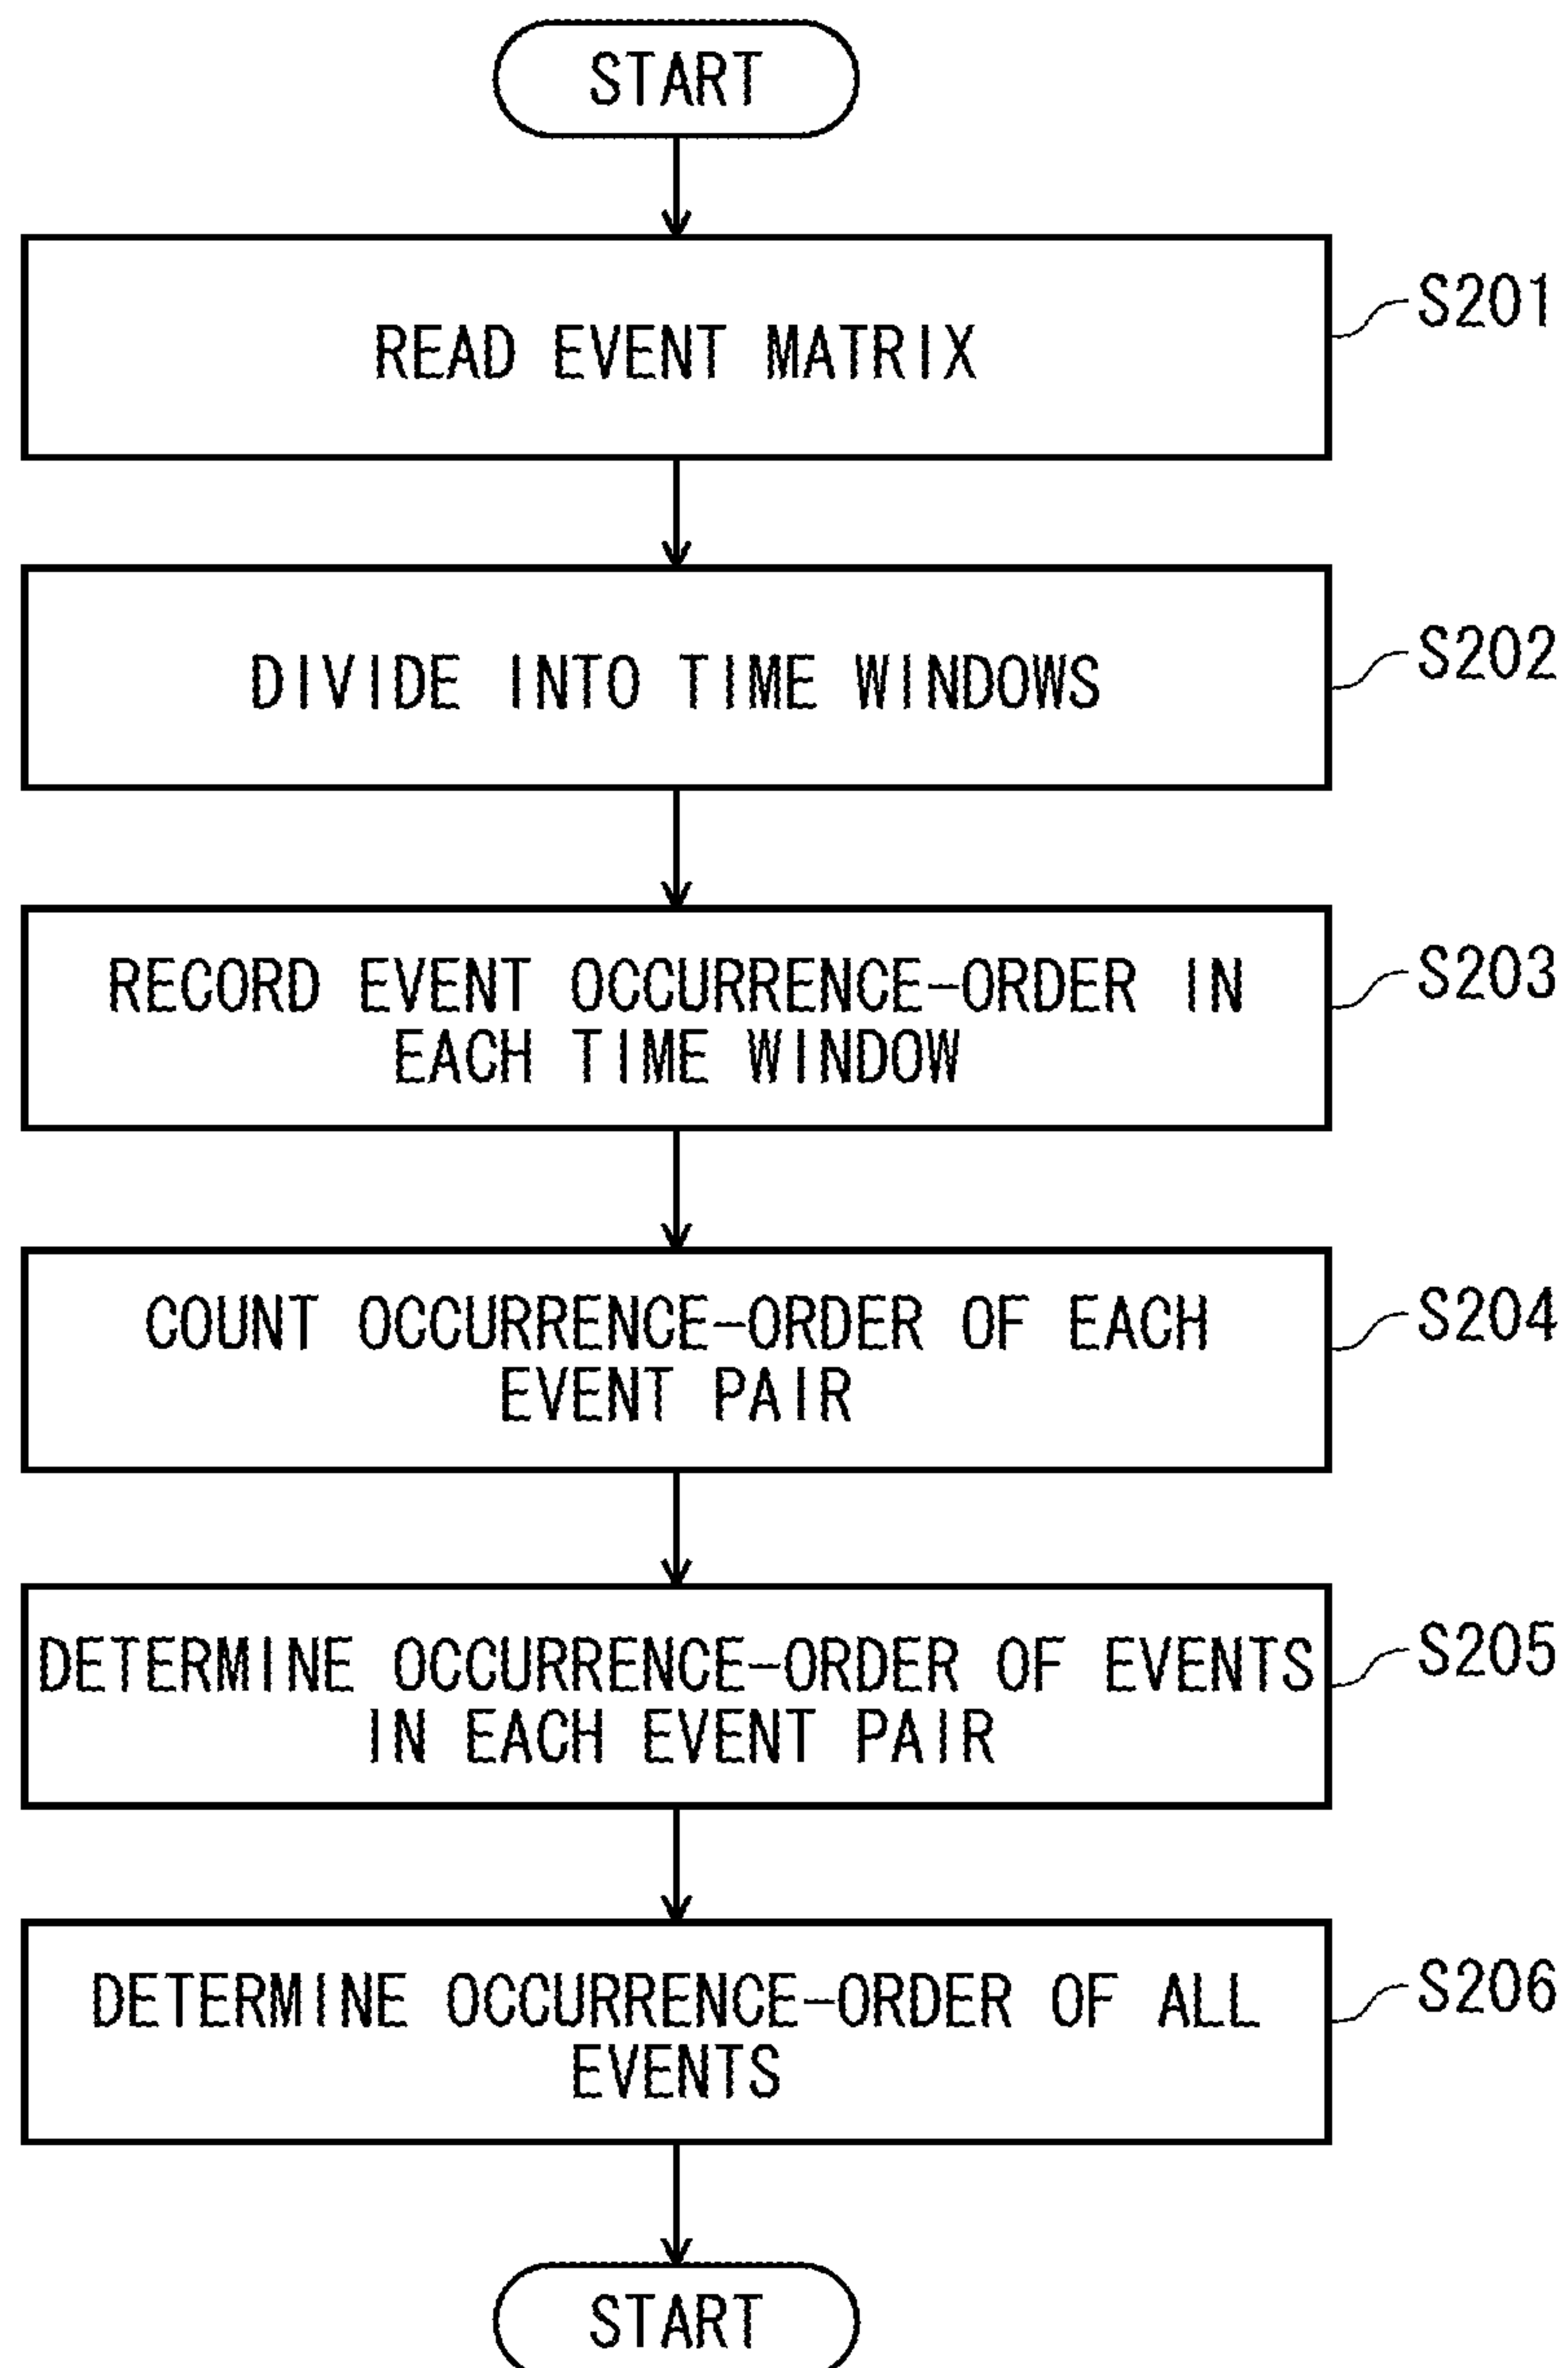 START
READ EVENT MATRIX
S201
DIVIDE INTO TIME WINDOWS
S202
RECORD EVENT OCCURRENCE-ORDER IN
EACH TIME WINDOW
S203
COUNT OCCURRENCE-ORDER OF EACH
EVENT PAIR
S204
DETERMINE OCCURRENCE-ORDER OF EVENTS
IN EACH EVENT PAIR
S205
DETERMINE OCCURRENCE-ORDER OF ALL
EVENTS
S206
START